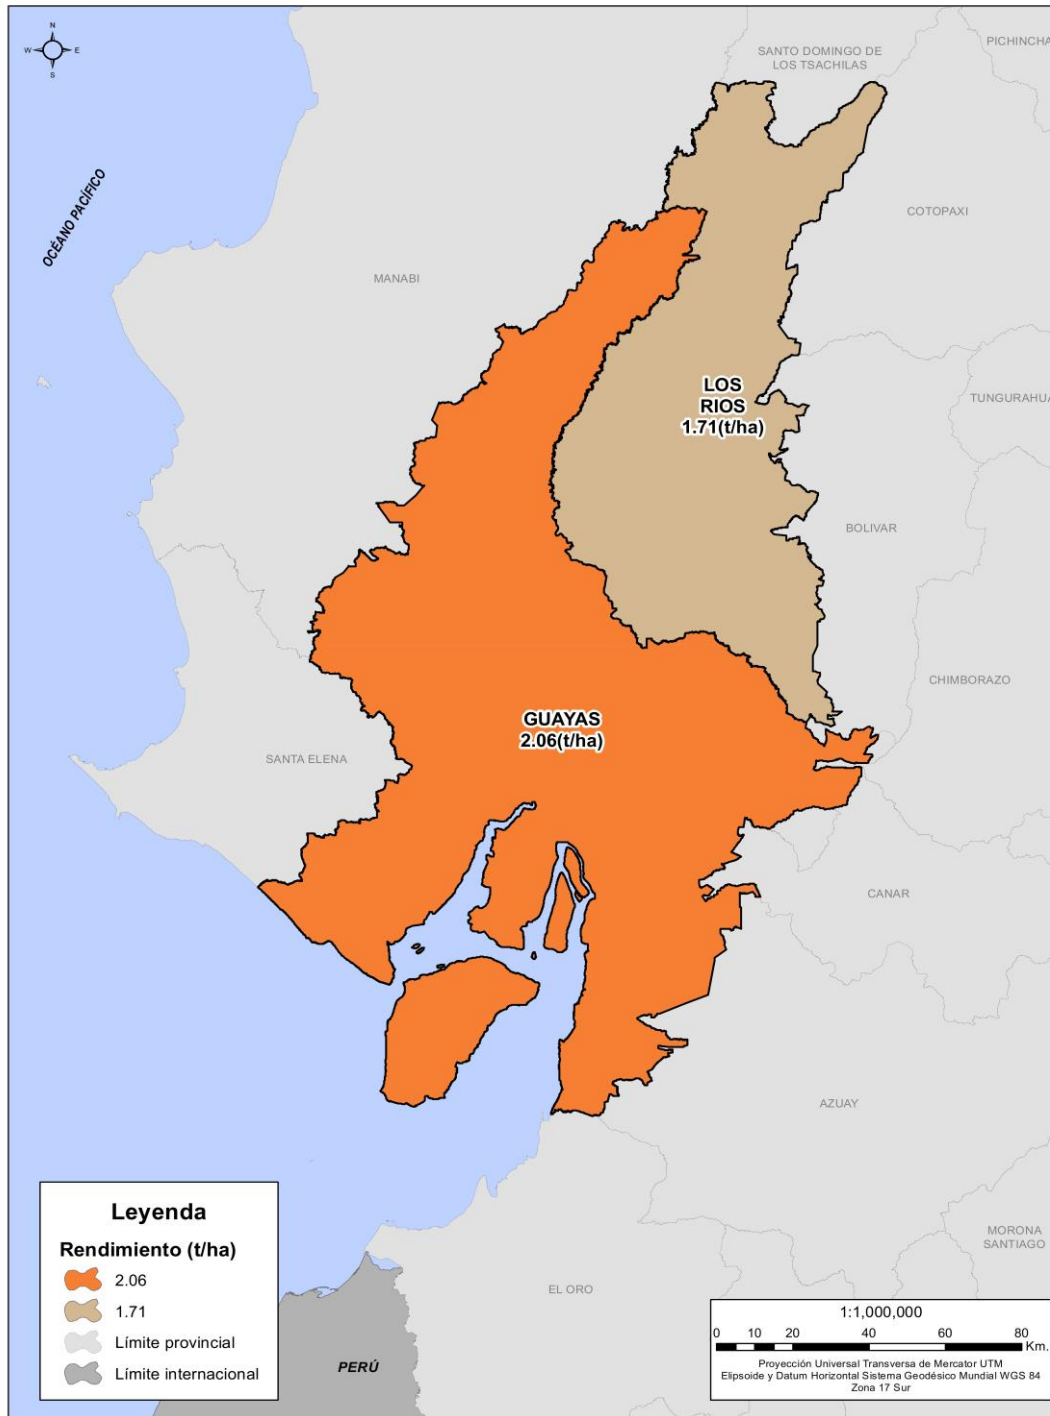 N
W E
S
PICHINCHA
SANTO DOMINGO DE
LOS TSACHILAS
OCÉANO PACÍFICO
COTOPAXI
MANABI
LOS
RIOS
1.71(t/ha)
TUNGURAHUA
BOLIVAR
CHIMBORAZO
GUAYAS
2.06(t/ha)
SANTA ELENA
CANAR
AZUAY
MORONA
SANTIAGO
EL ORO
PERÚ
Leyenda
Rendimiento (t/ha)
2.06
1.71
Límite provincial
Límite internacional
1:1,000,000
0 10 20 40 60 80
Km.
Proyección Universal Transversa de Mercator UTM
Elipsoide y Datum Horizontal Sistema Geodésico Mundial WGS 84
Zona 17 Sur